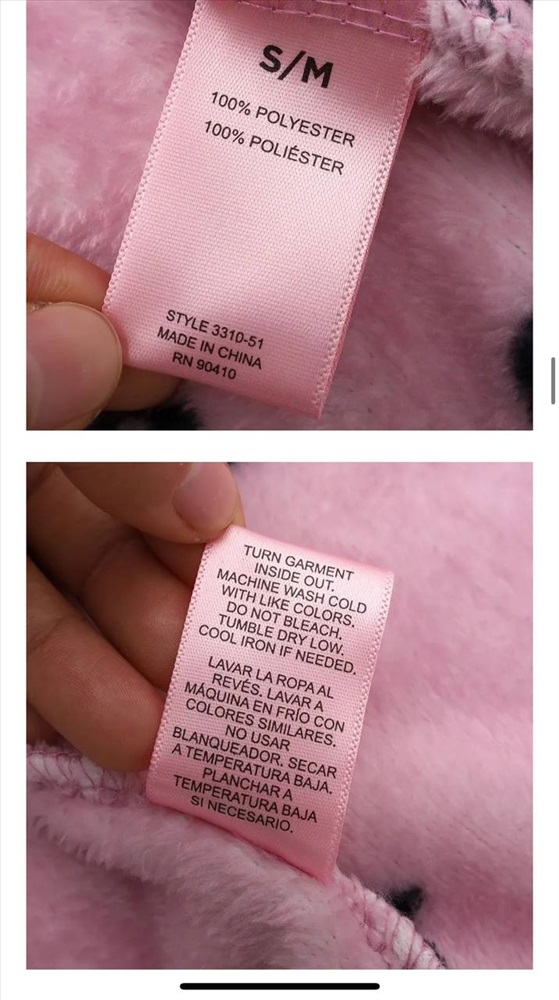 S/M
100% POLYESTER
100% POLIÉSTER
STYLE 3310-51
MADE IN CHINA
RN 90410
TURN GARMENT
INSIDE OUT.
MACHINE WASH COLD
WITH LIKE COLORS.
DO NOT BLEACH.
TUMBLE DRY LOW.
COOL IRON IF NEEDED.
LAVAR LA ROPA AL
REVÉS. LAVAR A
MÁQUINA EN FRÍO CON
COLORES SIMILARES.
NO USAR
BLANQUEADOR. SECAR
A TEMPERATURA BAJA.
PLANCHAR A
TEMPERATURA BAJA
SI NECESARIO.